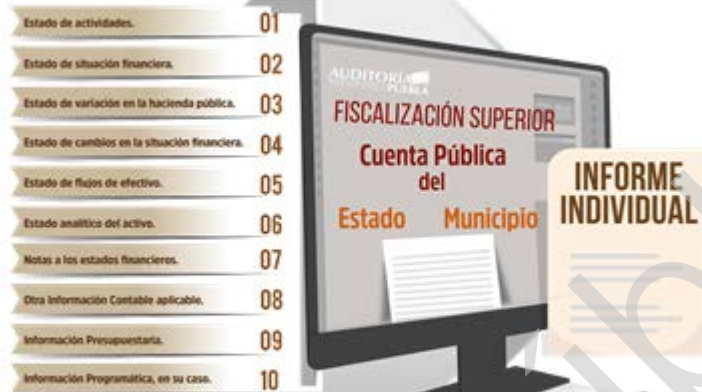 Estado de actividades. 01
Estado de situación financiera. 02
Estado de variación en la hacienda pública. 03
Estado de cambios en la situación financiera. 04
Estado de flujos de efectivo. 05
Estado analítico del activo. 06
Notas a los estados financieros. 07
Otra Información Contable aplicable. 08
Información Presupuestaria. 09
Información Programática, en su caso. 10
AUDITORÍA
PUEBLA
FISCALIZACIÓN SUPERIOR
Cuenta Pública
del
Estado Municipio
INFORME
INDIVIDUAL